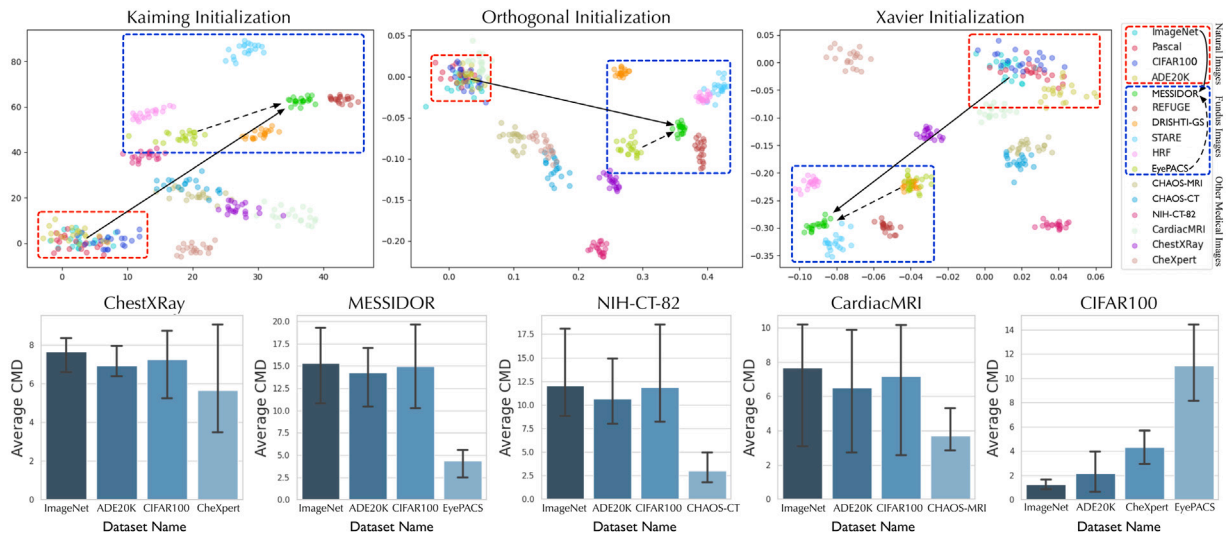 Kaiming Initialization
Orthogonal Initialization
Xavier Initialization
80
60
40
20
0
0
10
20
30
40
0.05
0.00
−0.05
−0.10
−0.15
−0.20
0.0
0.1
0.2
0.3
0.4
0.05
0.00
−0.05
−0.10
−0.15
−0.20
−0.25
−0.30
−0.35
−0.10
−0.08
−0.06
−0.04
−0.02
0.00
0.02
0.04
0.06
ImageNet
Pascal
CIFAR100
ADE20K
MESSIDOR
REFUGE
DRISHTI-GS
STARE
HRF
EyePACS
CHAOS-MRI
CHAOS-CT
NIH-CT-82
CardiacMRI
ChestXRay
CheXpert
Natural Images
Fundus Images
Other Medical Images
ChestXRay
Average CMD
8
6
4
2
0
ImageNet ADE20K CIFAR100 CheXpert
Dataset Name
MESSIDOR
Average CMD
20.0
17.5
15.0
12.5
10.0
7.5
5.0
2.5
0.0
ImageNet ADE20K CIFAR100 EyePACS
Dataset Name
NIH-CT-82
Average CMD
17.5
15.0
12.5
10.0
7.5
5.0
2.5
0.0
ImageNet ADE20K CIFAR100 CHAOS-CT
Dataset Name
CardiacMRI
Average CMD
10
8
6
4
2
0
ImageNet ADE20K CIFAR100 CHAOS-MRI
Dataset Name
CIFAR100
Average CMD
14
12
10
8
6
4
2
0
ImageNet ADE20K CheXpert EyePACS
Dataset Name